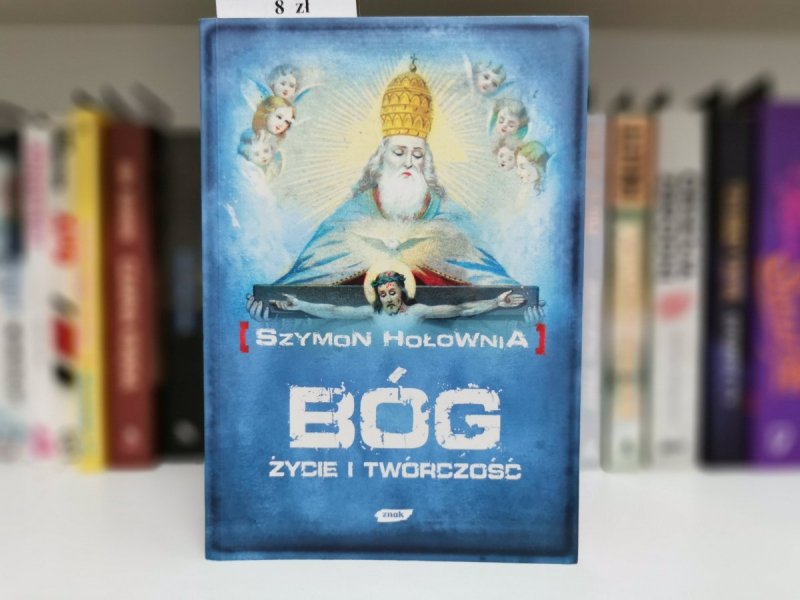 8 zł
[SZYMON HOŁOWNIA]
BÓG
ŻYCIE I TWÓRCZOŚĆ
znak